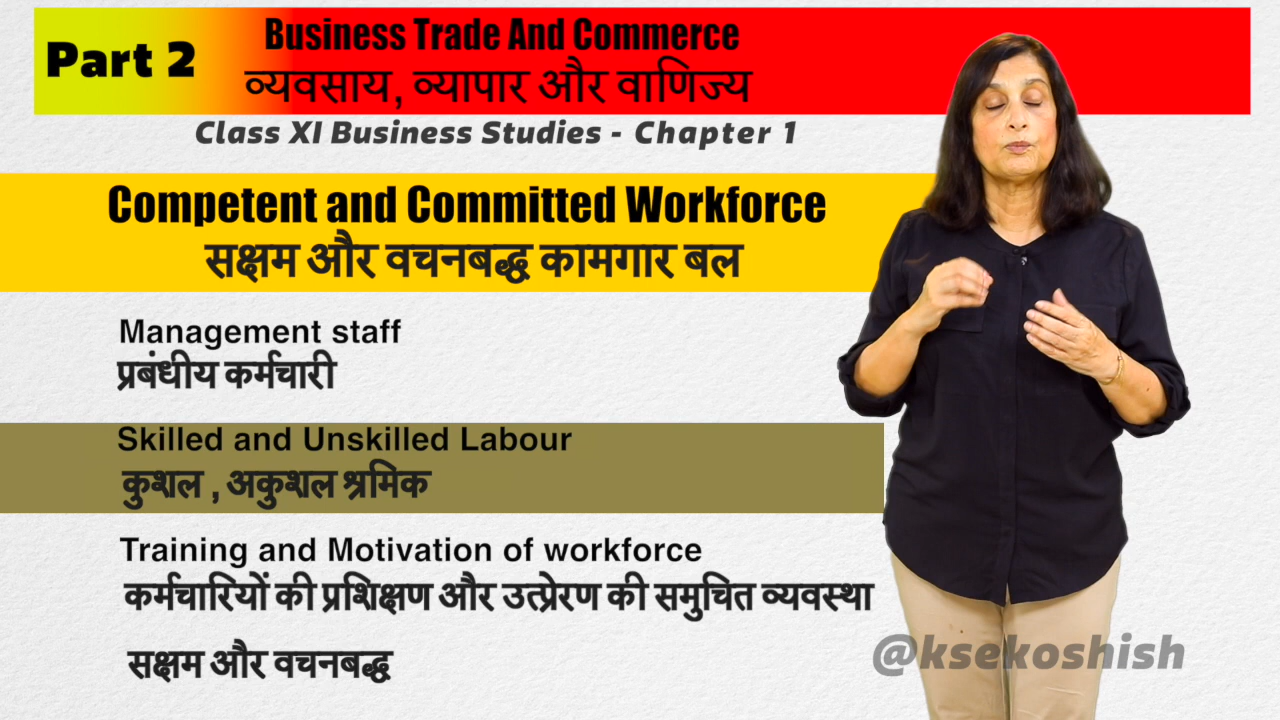 Part 2
Business Trade And Commerce
व्यवसाय, व्यापार और वाणिज्य
Class XI Business Studies - Chapter 1
Competent and Committed Workforce
सक्षम और वचनबद्ध कामगार बल
Management staff
प्रबंधीय कर्मचारी
Skilled and Unskilled Labour
कुशल , अकुशल श्रमिक
Training and Motivation of workforce
कर्मचारियों की प्रशिक्षण और उत्प्रेरण की समुचित व्यवस्था
सक्षम और वचनबद्ध
@ksekoshish